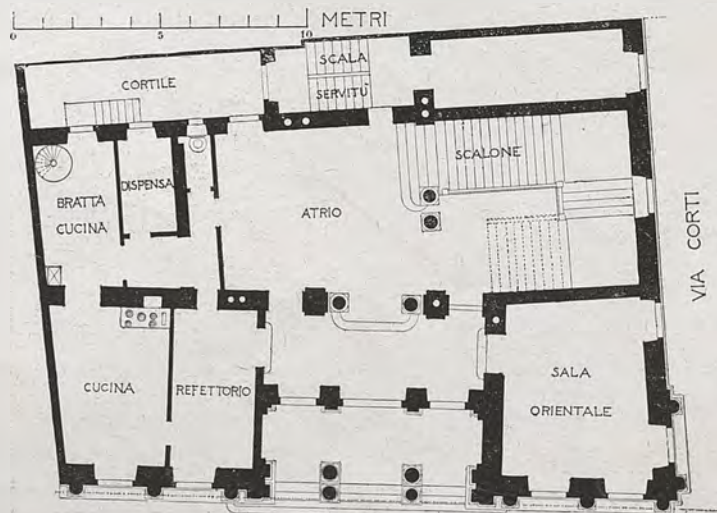 METRI
0 5 10
SCALA
SERVITÙ
CORTILE
SCALONE
DISPENSA
BRATTA
CUCINA
ATRIO
VIA CORTI
CUCINA
REFETTORIO
SALA
ORIENTALE